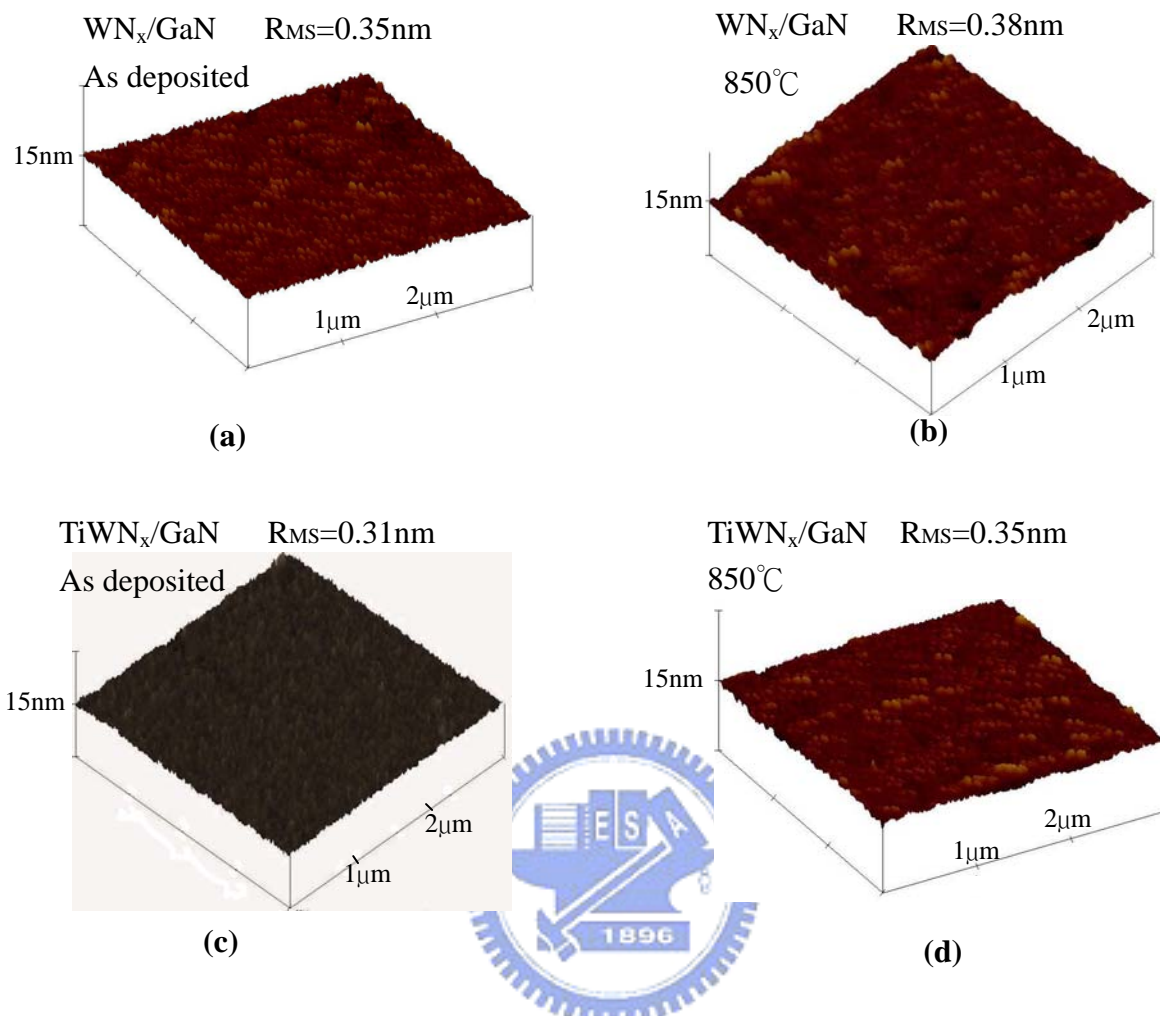 WNₓ/GaN RMS=0.35nm
As deposited
15nm
1μm
2μm
(a)
WNₓ/GaN RMS=0.38nm
850℃
15nm
1μm
2μm
(b)
TiWNₓ/GaN RMS=0.31nm
As deposited
15nm
1μm
2μm
(c)
TiWNₓ/GaN RMS=0.35nm
850℃
15nm
1μm
2μm
(d)
E S A
1896